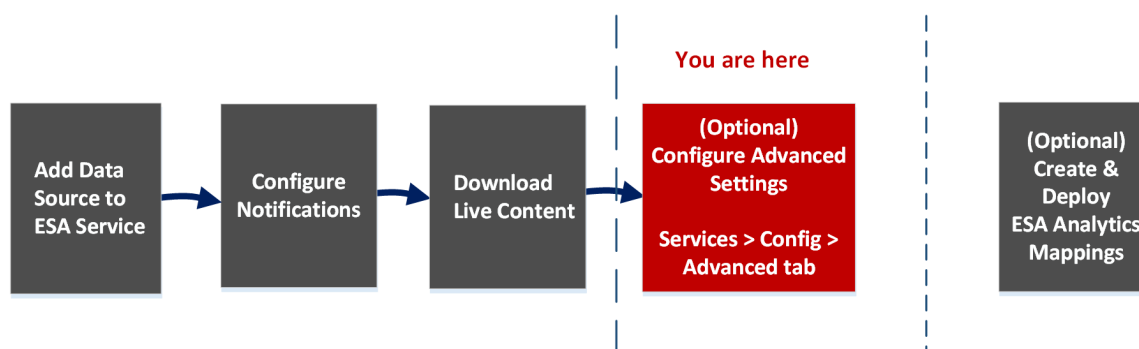 You are here
Add Data
Source to
ESA Service
Configure
Notifications
Download
Live Content
(Optional)
Configure Advanced
Settings
Services > Config >
Advanced tab
(Optional)
Create &
Deploy
ESA Analytics
Mappings